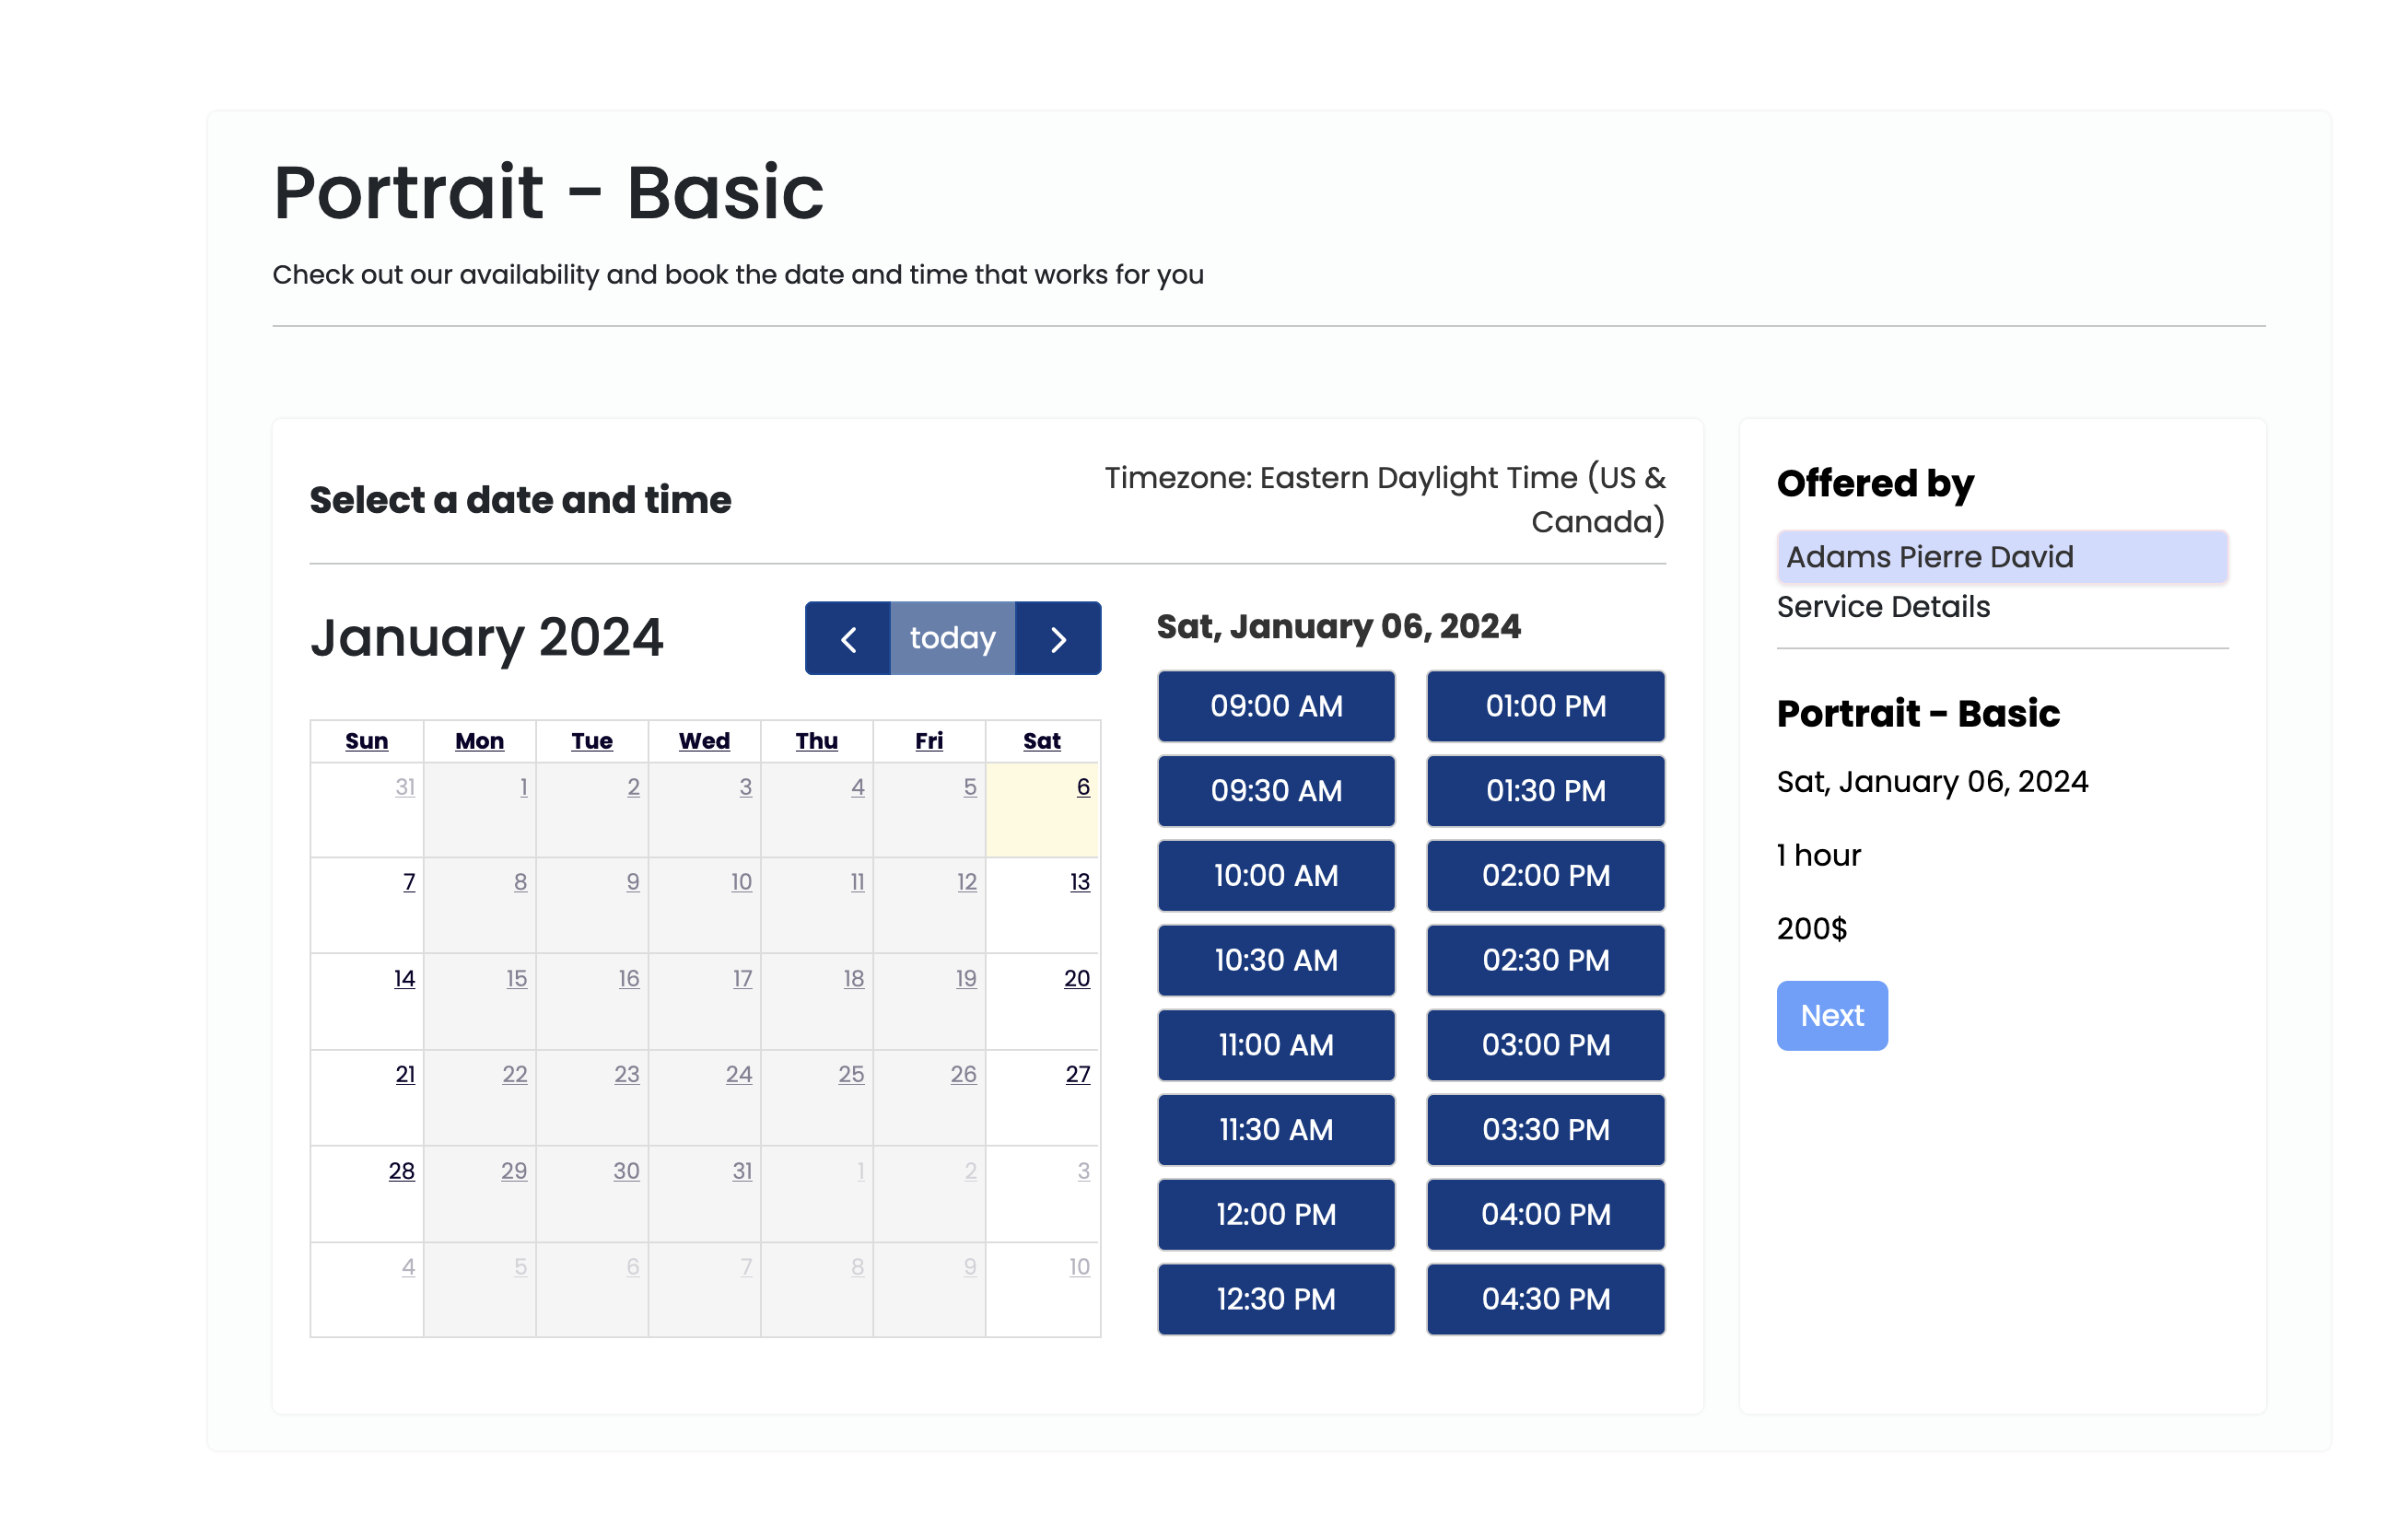 Portrait - Basic
Check out our availability and book the date and time that works for you
Select a date and time
Timezone: Eastern Daylight Time (US &
Canada)
January 2024
today
Sun Mon Tue Wed Thu Fri Sat
31 1 2 3 4 5 6
7 8 9 10 11 12 13
14 15 16 17 18 19 20
21 22 23 24 25 26 27
28 29 30 31 1 2 3
4 5 6 7 8 9 10
Sat, January 06, 2024
09:00 AM 01:00 PM
09:30 AM 01:30 PM
10:00 AM 02:00 PM
10:30 AM 02:30 PM
11:00 AM 03:00 PM
11:30 AM 03:30 PM
12:00 PM 04:00 PM
12:30 PM 04:30 PM
Offered by
Adams Pierre David
Service Details
Portrait - Basic
Sat, January 06, 2024
1 hour
200$
Next